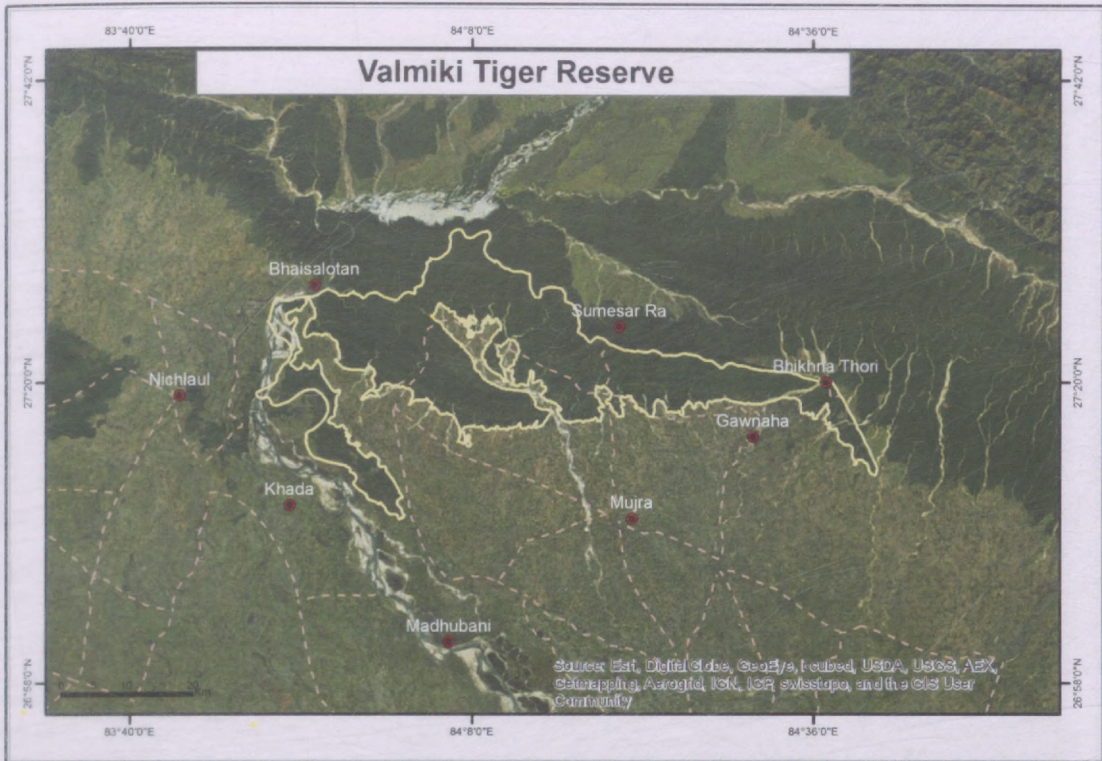 83°40'0"E 84°8'0"E 84°36'0"E
Valmiki Tiger Reserve
27°42'0"N 27°42'0"N
Bhaisalotan
Sumesar Ra
Bhikhna Thori
Nichlaul
27°20'0"N 27°20'0"N
Gawnaha
Khada
Mujra
Madhubani
Source: Esri, DigitalGlobe, GeoEye, i-cubed, USDA, USGS, AEX,
Getmapping, Aerogrid, IGN, IGP, swisstopo, and the GIS User
Community
26°58'0"N 26°58'0"N
83°40'0"E 84°8'0"E 84°36'0"E